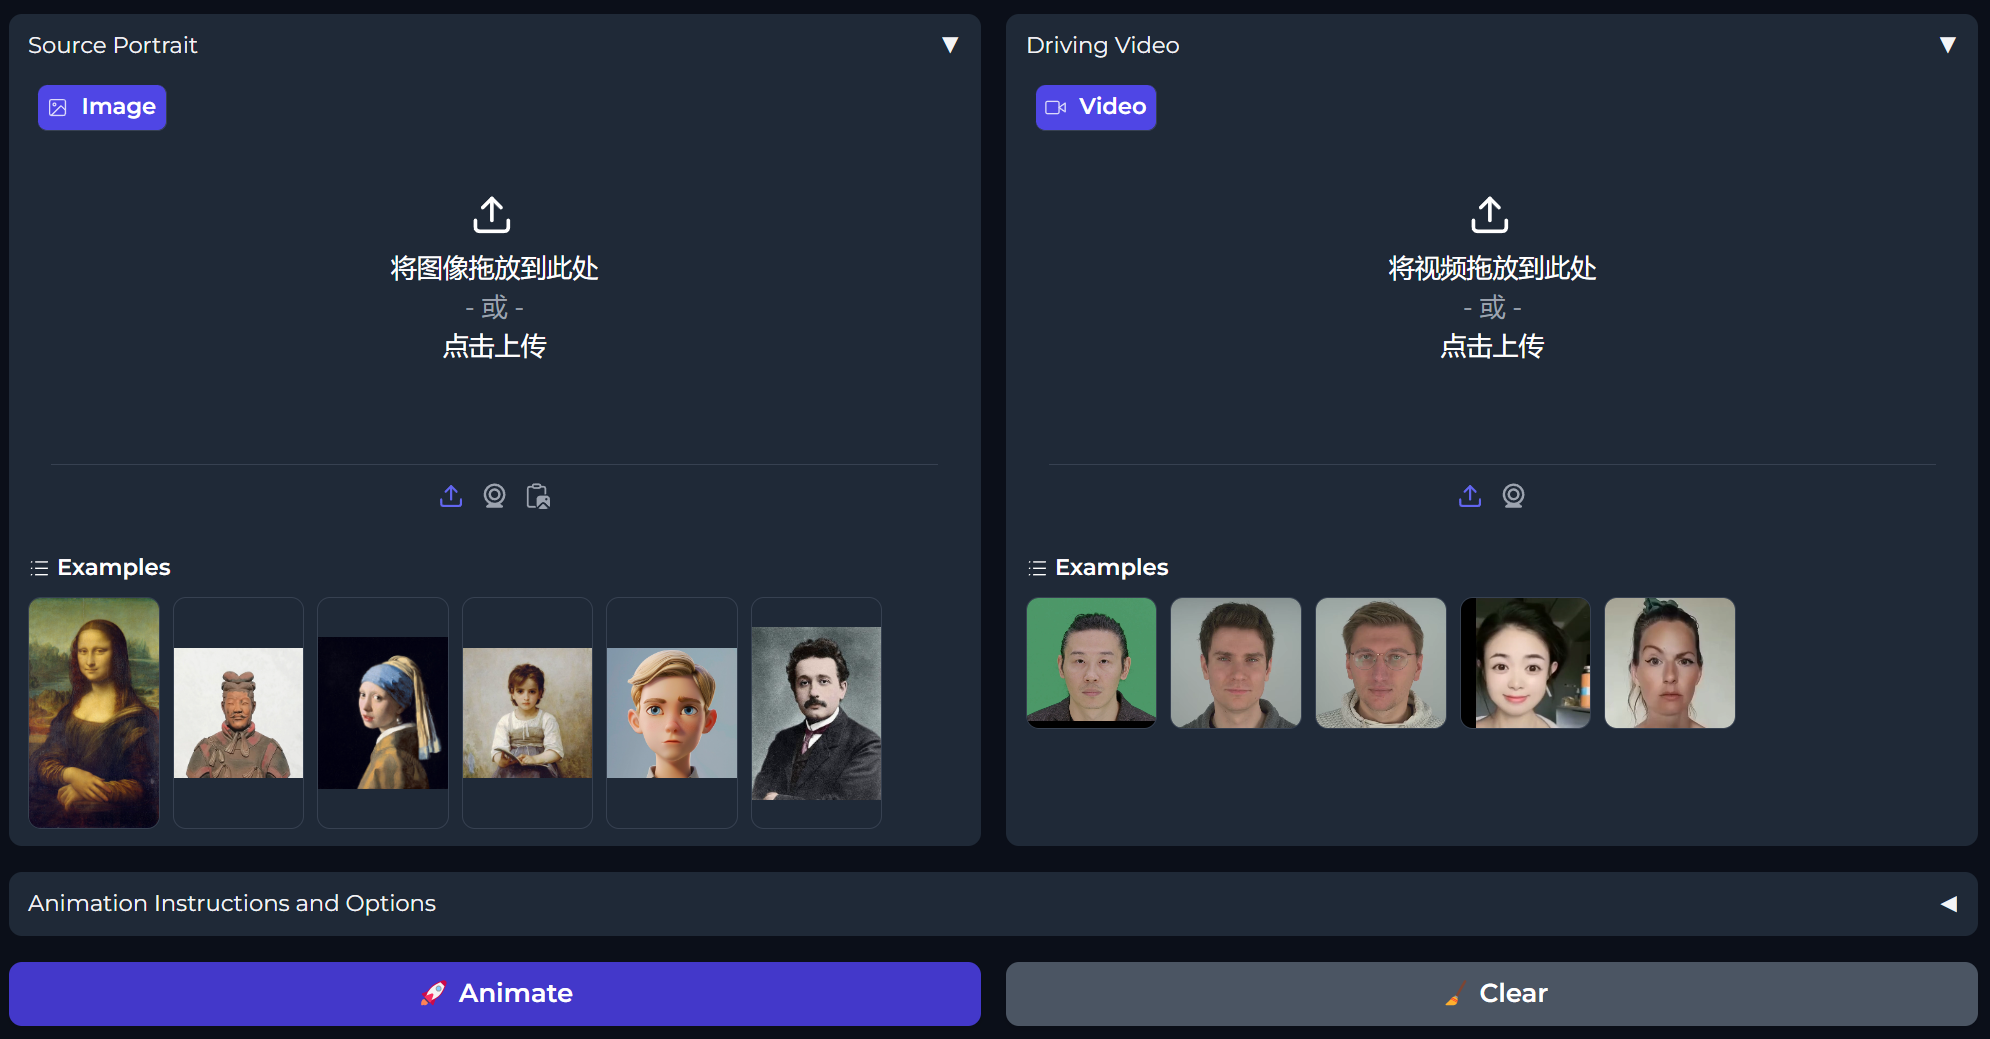 Source Portrait
Image
将图像拖放到此处
- 或 -
点击上传
Examples
Driving Video
Video
将视频拖放到此处
- 或 -
点击上传
Examples
Animation Instructions and Options
Animate
Clear